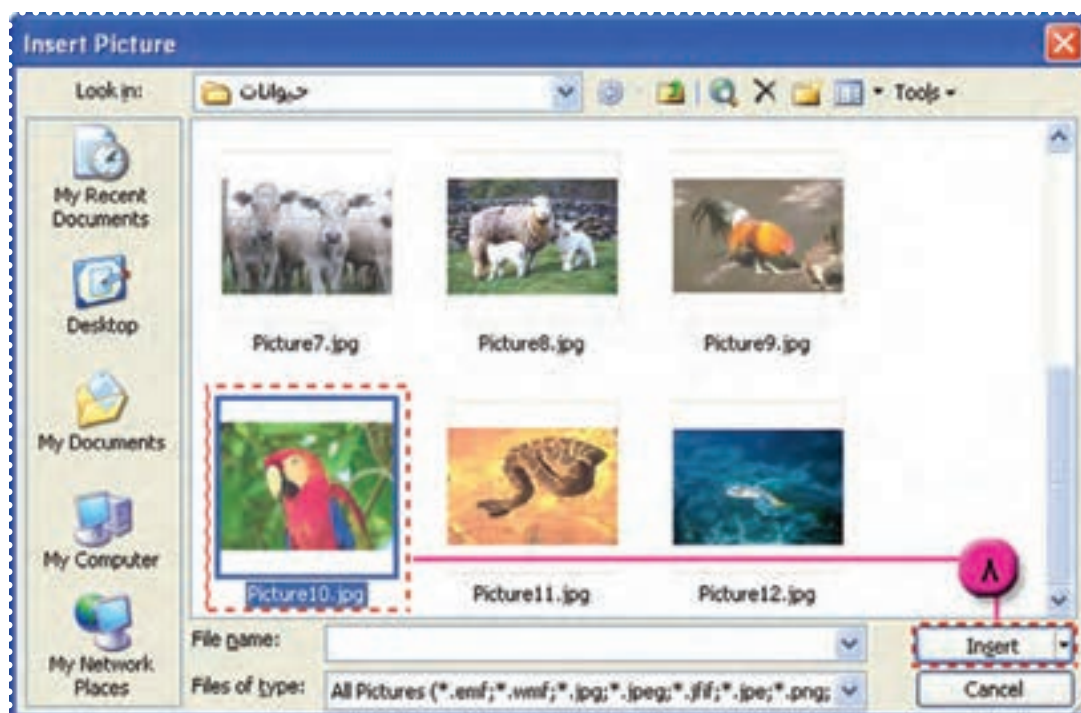 Insert Picture
Look in: حيوانات Tools
My Recent
Documents
Desktop
My Documents
My Computer
My Network
Places
Picture7.jpg Picture8.jpg Picture9.jpg
Picture10.jpg Picture11.jpg Picture12.jpg
٨
File name: Insert
Files of type: All Pictures (*.emf;*.wmf;*.jpg;*.jpeg;*.jfif;*.jpe;*.png; Cancel